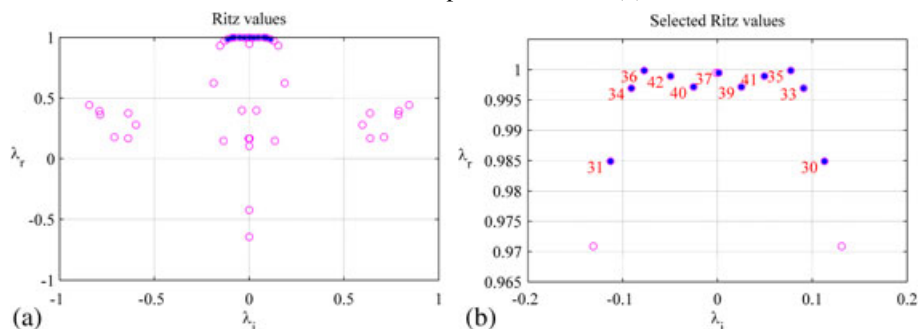 Ritz values
1
0.5
λr 0
-0.5
-1
-1 -0.5 0 0.5 1
(a) λi
Selected Ritz values
1
0.995
0.99
λr 0.985
0.98
0.975
0.97
0.965
36 42 37 41 35
34 40 39 33
31 30
-0.2 -0.1 0 0.1 0.2
(b) λi